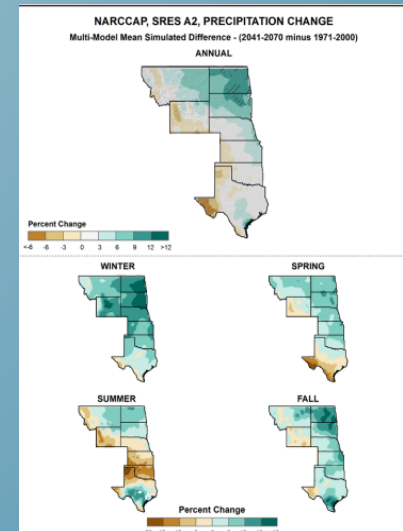 NARCCAP, SRES A2, PRECIPITATION CHANGE
Multi-Model Mean Simulated Difference - (2041-2070 minus 1971-2000)
ANNUAL
Percent Change
<-6 -6 -3 3 6 9 12 >12
WINTER SPRING
SUMMER FALL
Percent Change